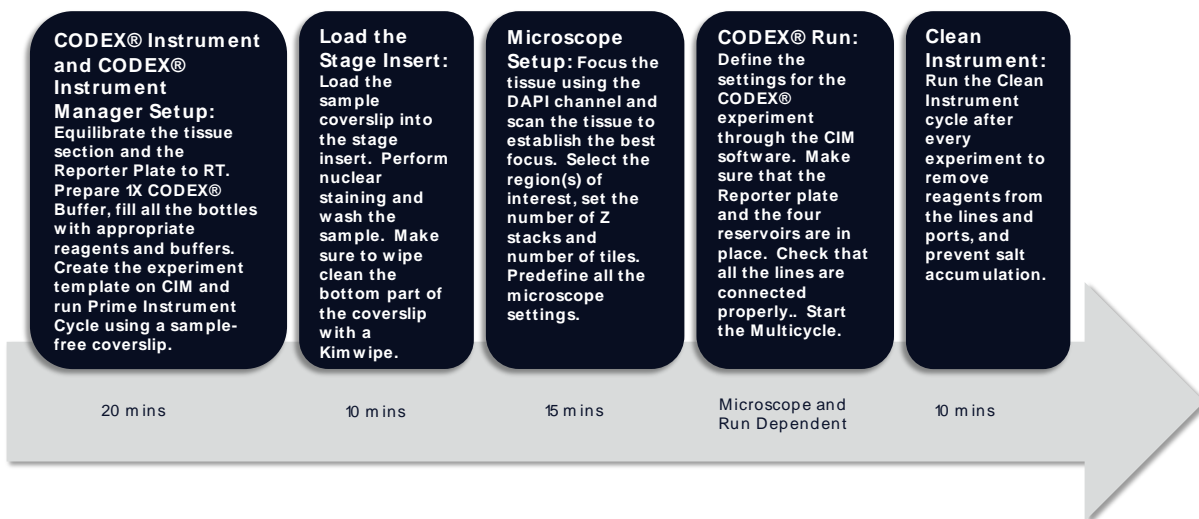 CODEX® Instrument
and CODEX®
Instrument
Manager Setup:
Equilibrate the tissue
section and the
Reporter Plate to RT.
Prepare 1X CODEX®
Buffer, fill all the bottles
with appropriate
reagents and buffers.
Create the experiment
template on CIM and
run Prime Instrument
Cycle using a sample-
free coverslip.
Load the
Stage Insert:
Load the
sample
coverslip into
the stage
insert. Perform
nuclear
staining and
wash the
sample. Make
sure to wipe
clean the
bottom part of
the coverslip
with a
Kimwipe.
Microscope
Setup: Focus the
tissue using the
DAPI channel and
scan the tissue to
establish the best
focus. Select the
region(s) of
interest, set the
number of Z
stacks and
number of tiles.
Predefine all the
microscope
settings.
CODEX® Run:
Define the
settings for the
CODEX®
experiment
through the CIM
software. Make
sure that the
Reporter plate
and the four
reservoirs are in
place. Check that
all the lines are
connected
properly.. Start
the Multicycle.
Clean
Instrument:
Run the Clean
Instrument
cycle after
every
experiment to
remove
reagents from
the lines and
ports, and
prevent salt
accumulation.
20 mins
10 mins
15 mins
Microscope and
Run Dependent
10 mins